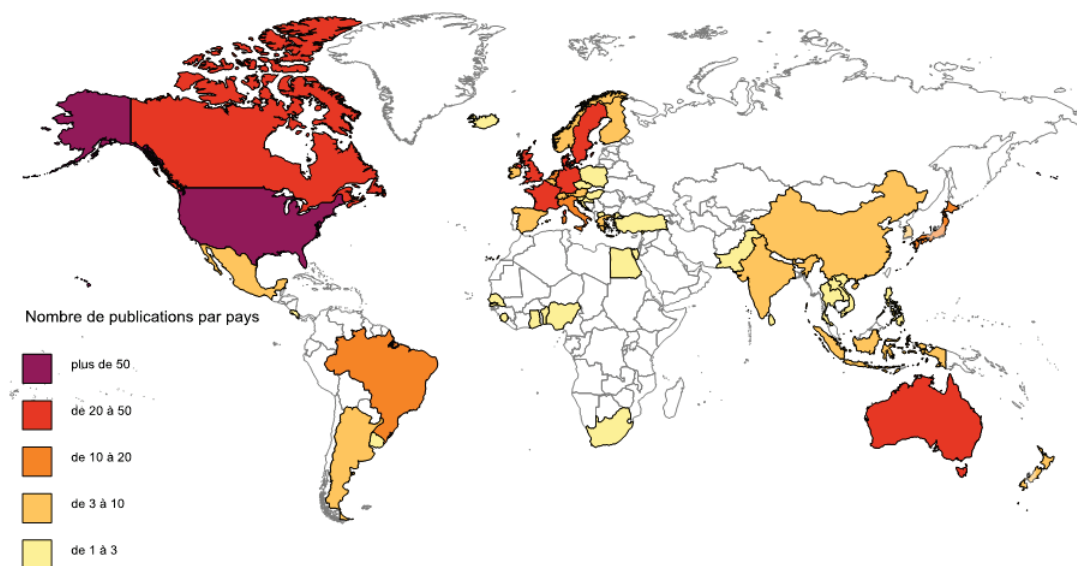 Nombre de publications par pays
plus de 50
de 20 à 50
de 10 à 20
de 3 à 10
de 1 à 3